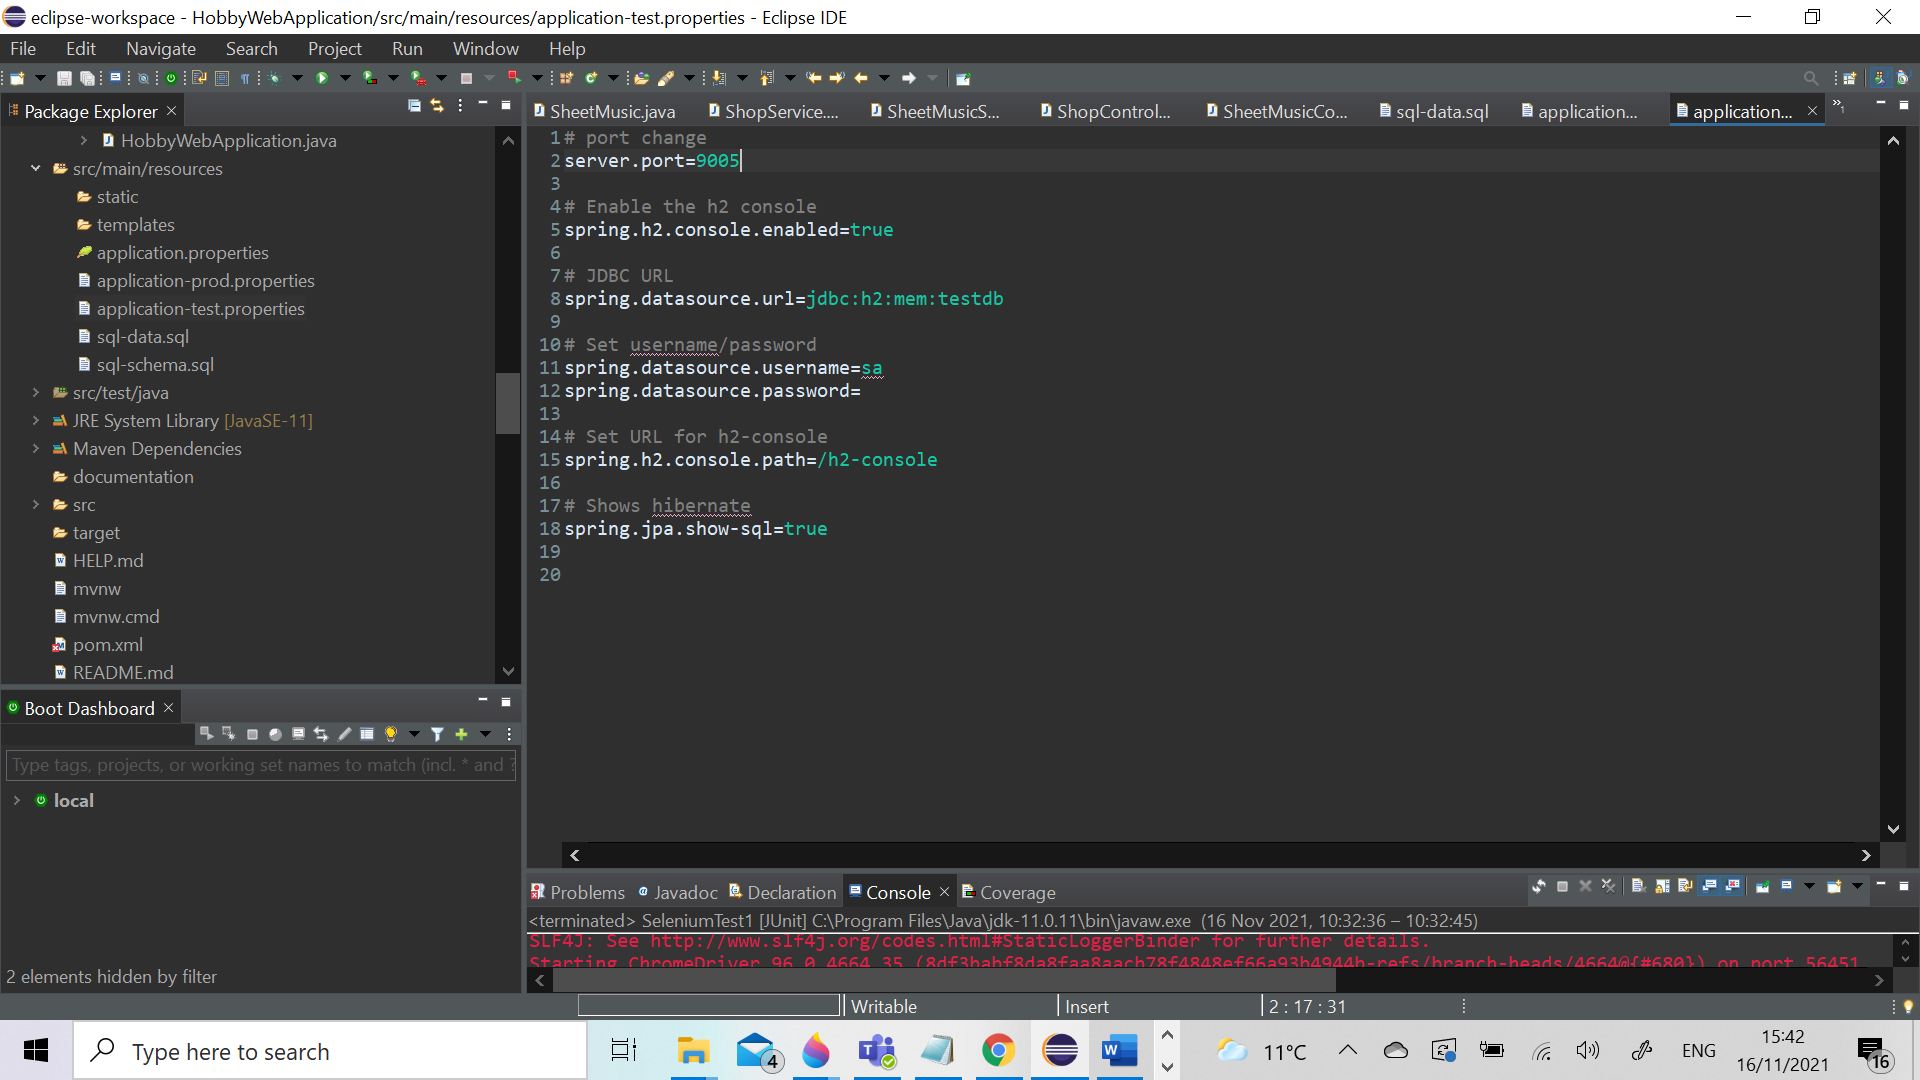 eclipse-workspace - HobbyWebApplication/src/main/resources/application-test.properties - Eclipse IDE
File Edit Navigate Search Project Run Window Help
Package Explorer
HobbyWebApplication.java
src/main/resources
static
templates
application.properties
application-prod.properties
application-test.properties
sql-data.sql
sql-schema.sql
src/test/java
JRE System Library [JavaSE-11]
Maven Dependencies
documentation
src
target
HELP.md
mvnw
mvnw.cmd
pom.xml
README.md
Boot Dashboard
Type tags, projects, or working set names to match (incl. * and ?
local
2 elements hidden by filter
SheetMusic.java ShopService.... SheetMusicS... ShopControl... SheetMusicCo... sql-data.sql application... application... »1
1 # port change
2 server.port=9005
3
4 # Enable the h2 console
5 spring.h2.console.enabled=true
6
7 # JDBC URL
8 spring.datasource.url=jdbc:h2:mem:testdb
9
10 # Set username/password
11 spring.datasource.username=sa
12 spring.datasource.password=
13
14 # Set URL for h2-console
15 spring.h2.console.path=/h2-console
16
17 # Shows hibernate
18 spring.jpa.show-sql=true
19
20
Problems Javadoc Declaration Console Coverage
<terminated> SeleniumTest1 [JUnit] C:\Program Files\Java\jdk-11.0.11\bin\javaw.exe (16 Nov 2021, 10:32:36 – 10:32:45)
SLF4J: See http://www.slf4j.org/codes.html#StaticLoggerBinder for further details.
Starting ChromeDriver 96.0.4664.35 (8df3babf8da8faa8aacb78f4848ef66a93b4944b-refs/branch-heads/4664@{#680}) on port 56451
Writable Insert 2 : 17 : 31
Type here to search
4
11°C
ENG
15:42
16/11/2021
16